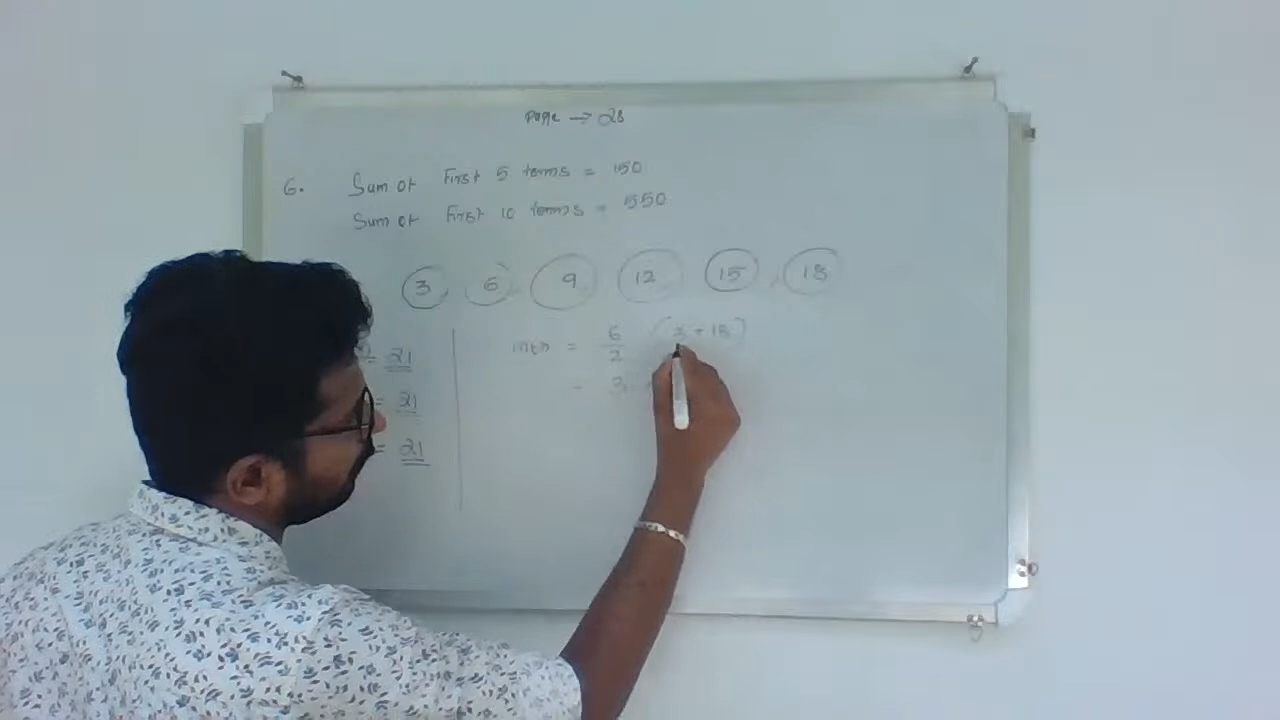 Page → 28
6. Sum of First 5 terms = 150
Sum of First 10 terms = 550
3, 6, 9, 12, 15, 18
= 21
= 21
= 21
= 6/2 (3 + 18)
= 3